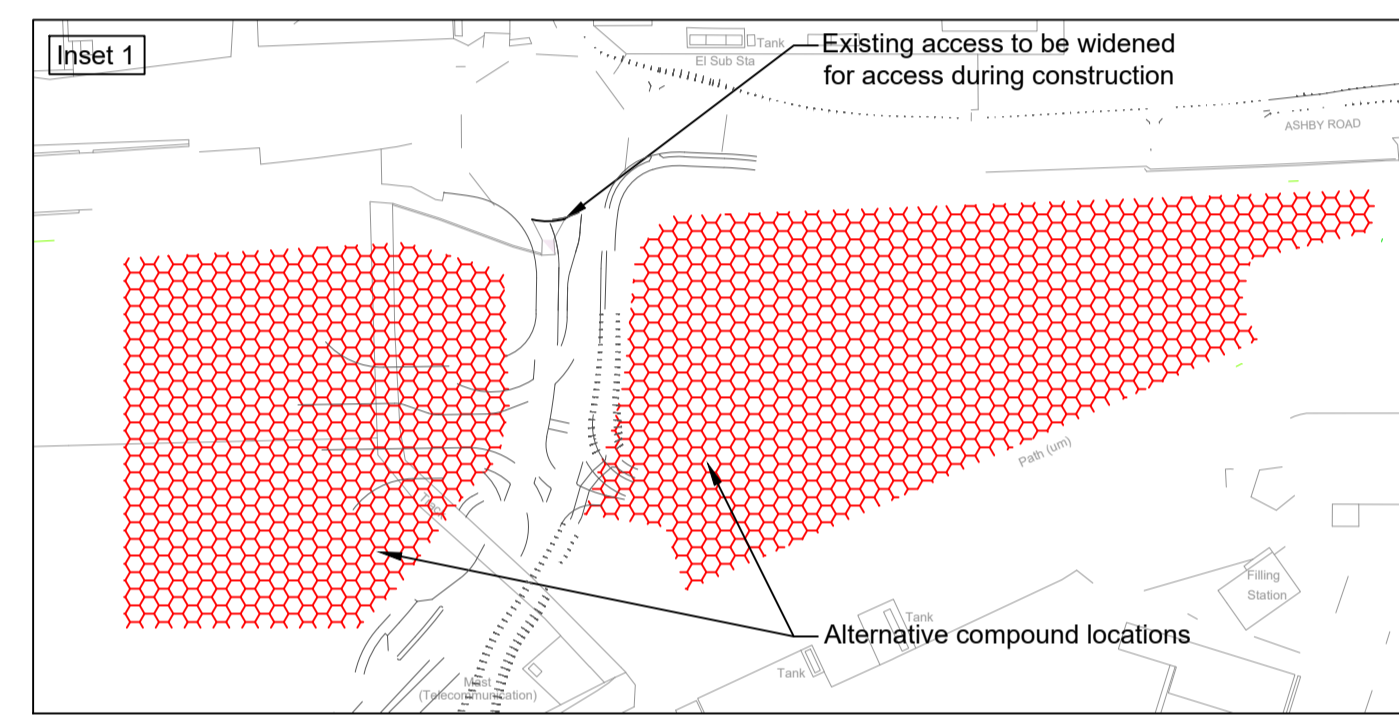 Inset 1
Tank
El Sub Sta
Existing access to be widened
for access during construction
ASHBY ROAD
Path (um)
Filling
Station
Tank
Alternative compound locations
Tank
Mast
(Telecommunication)